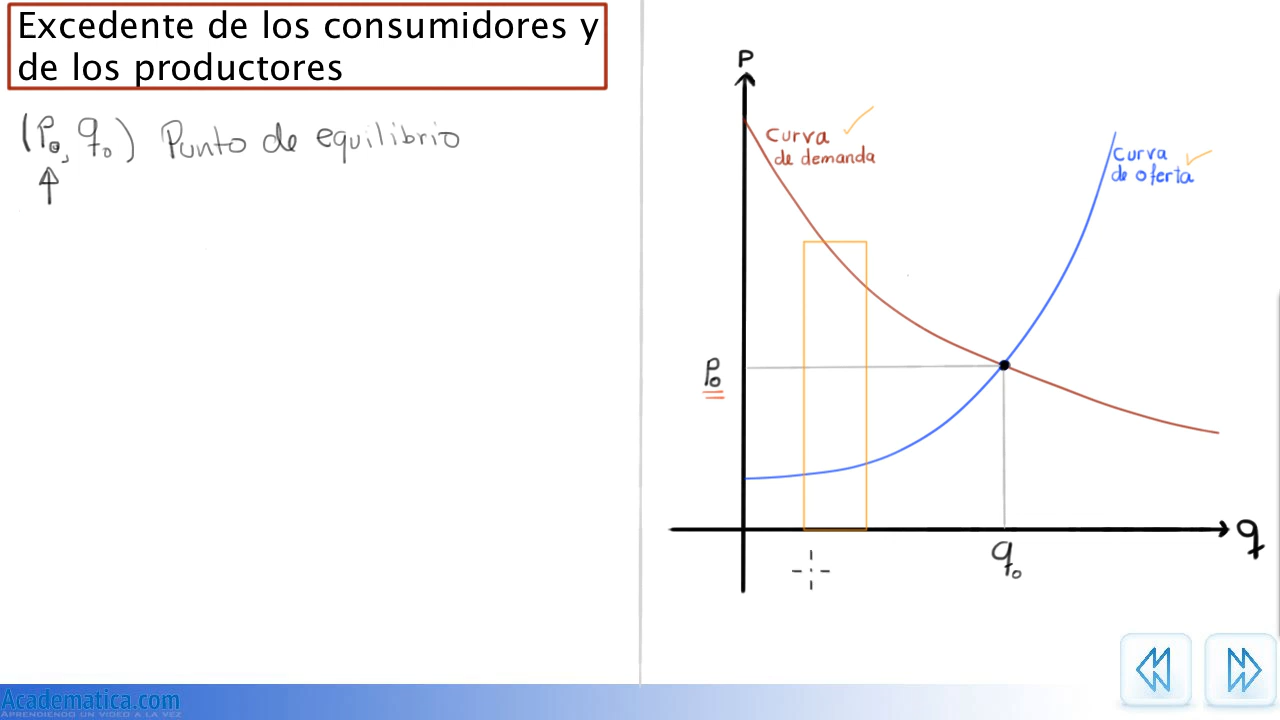 Excedente de los consumidores y
de los productores
(P₀, q₀) Punto de equilibrio
P
Curva
de demanda
Curva
de oferta
P₀
q
q₀
Academatica.com
APRENDIENDO UN VIDEO A LA VEZ